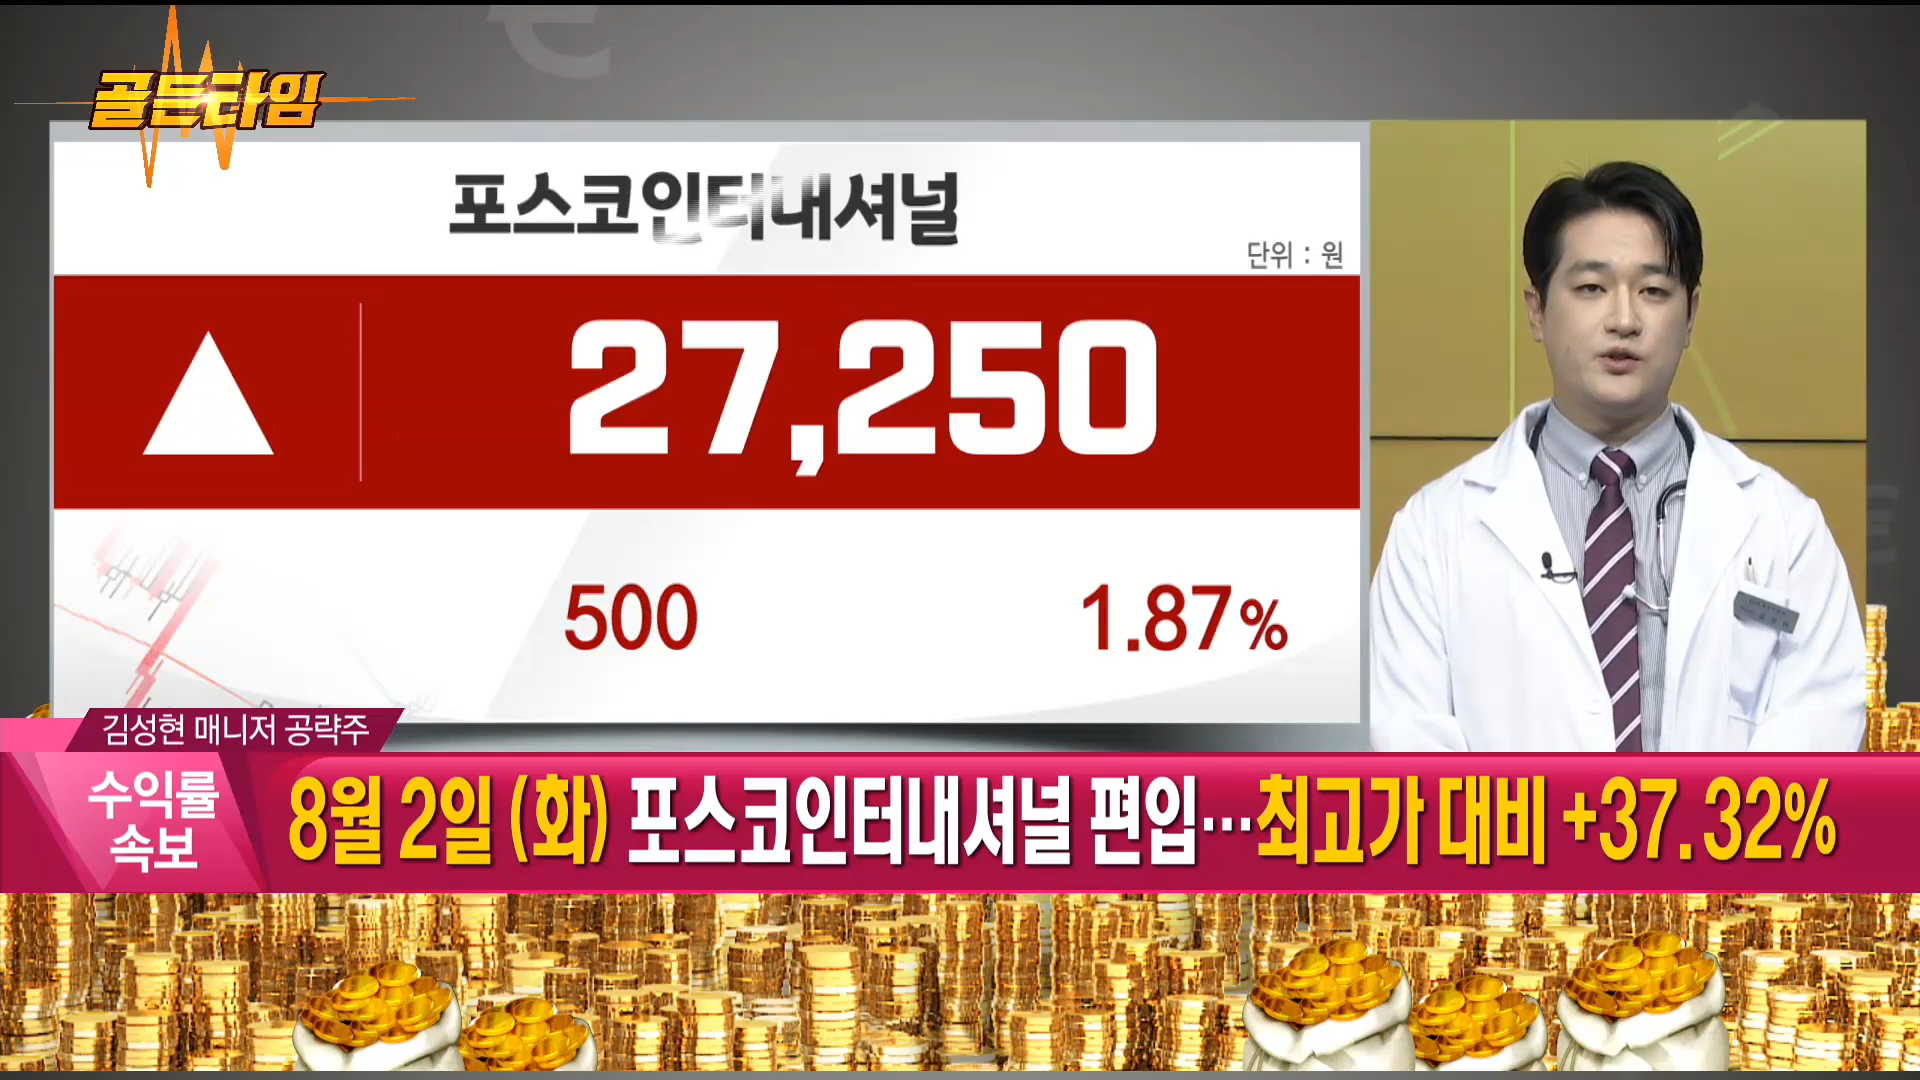 골든타임
포스코인터내셔널
단위 : 원
27,250
500
1.87%
김성현 매니저 공략주
수익률
속보
8월 2일 (화) 포스코인터내셔널 편입…최고가 대비 +37.32%